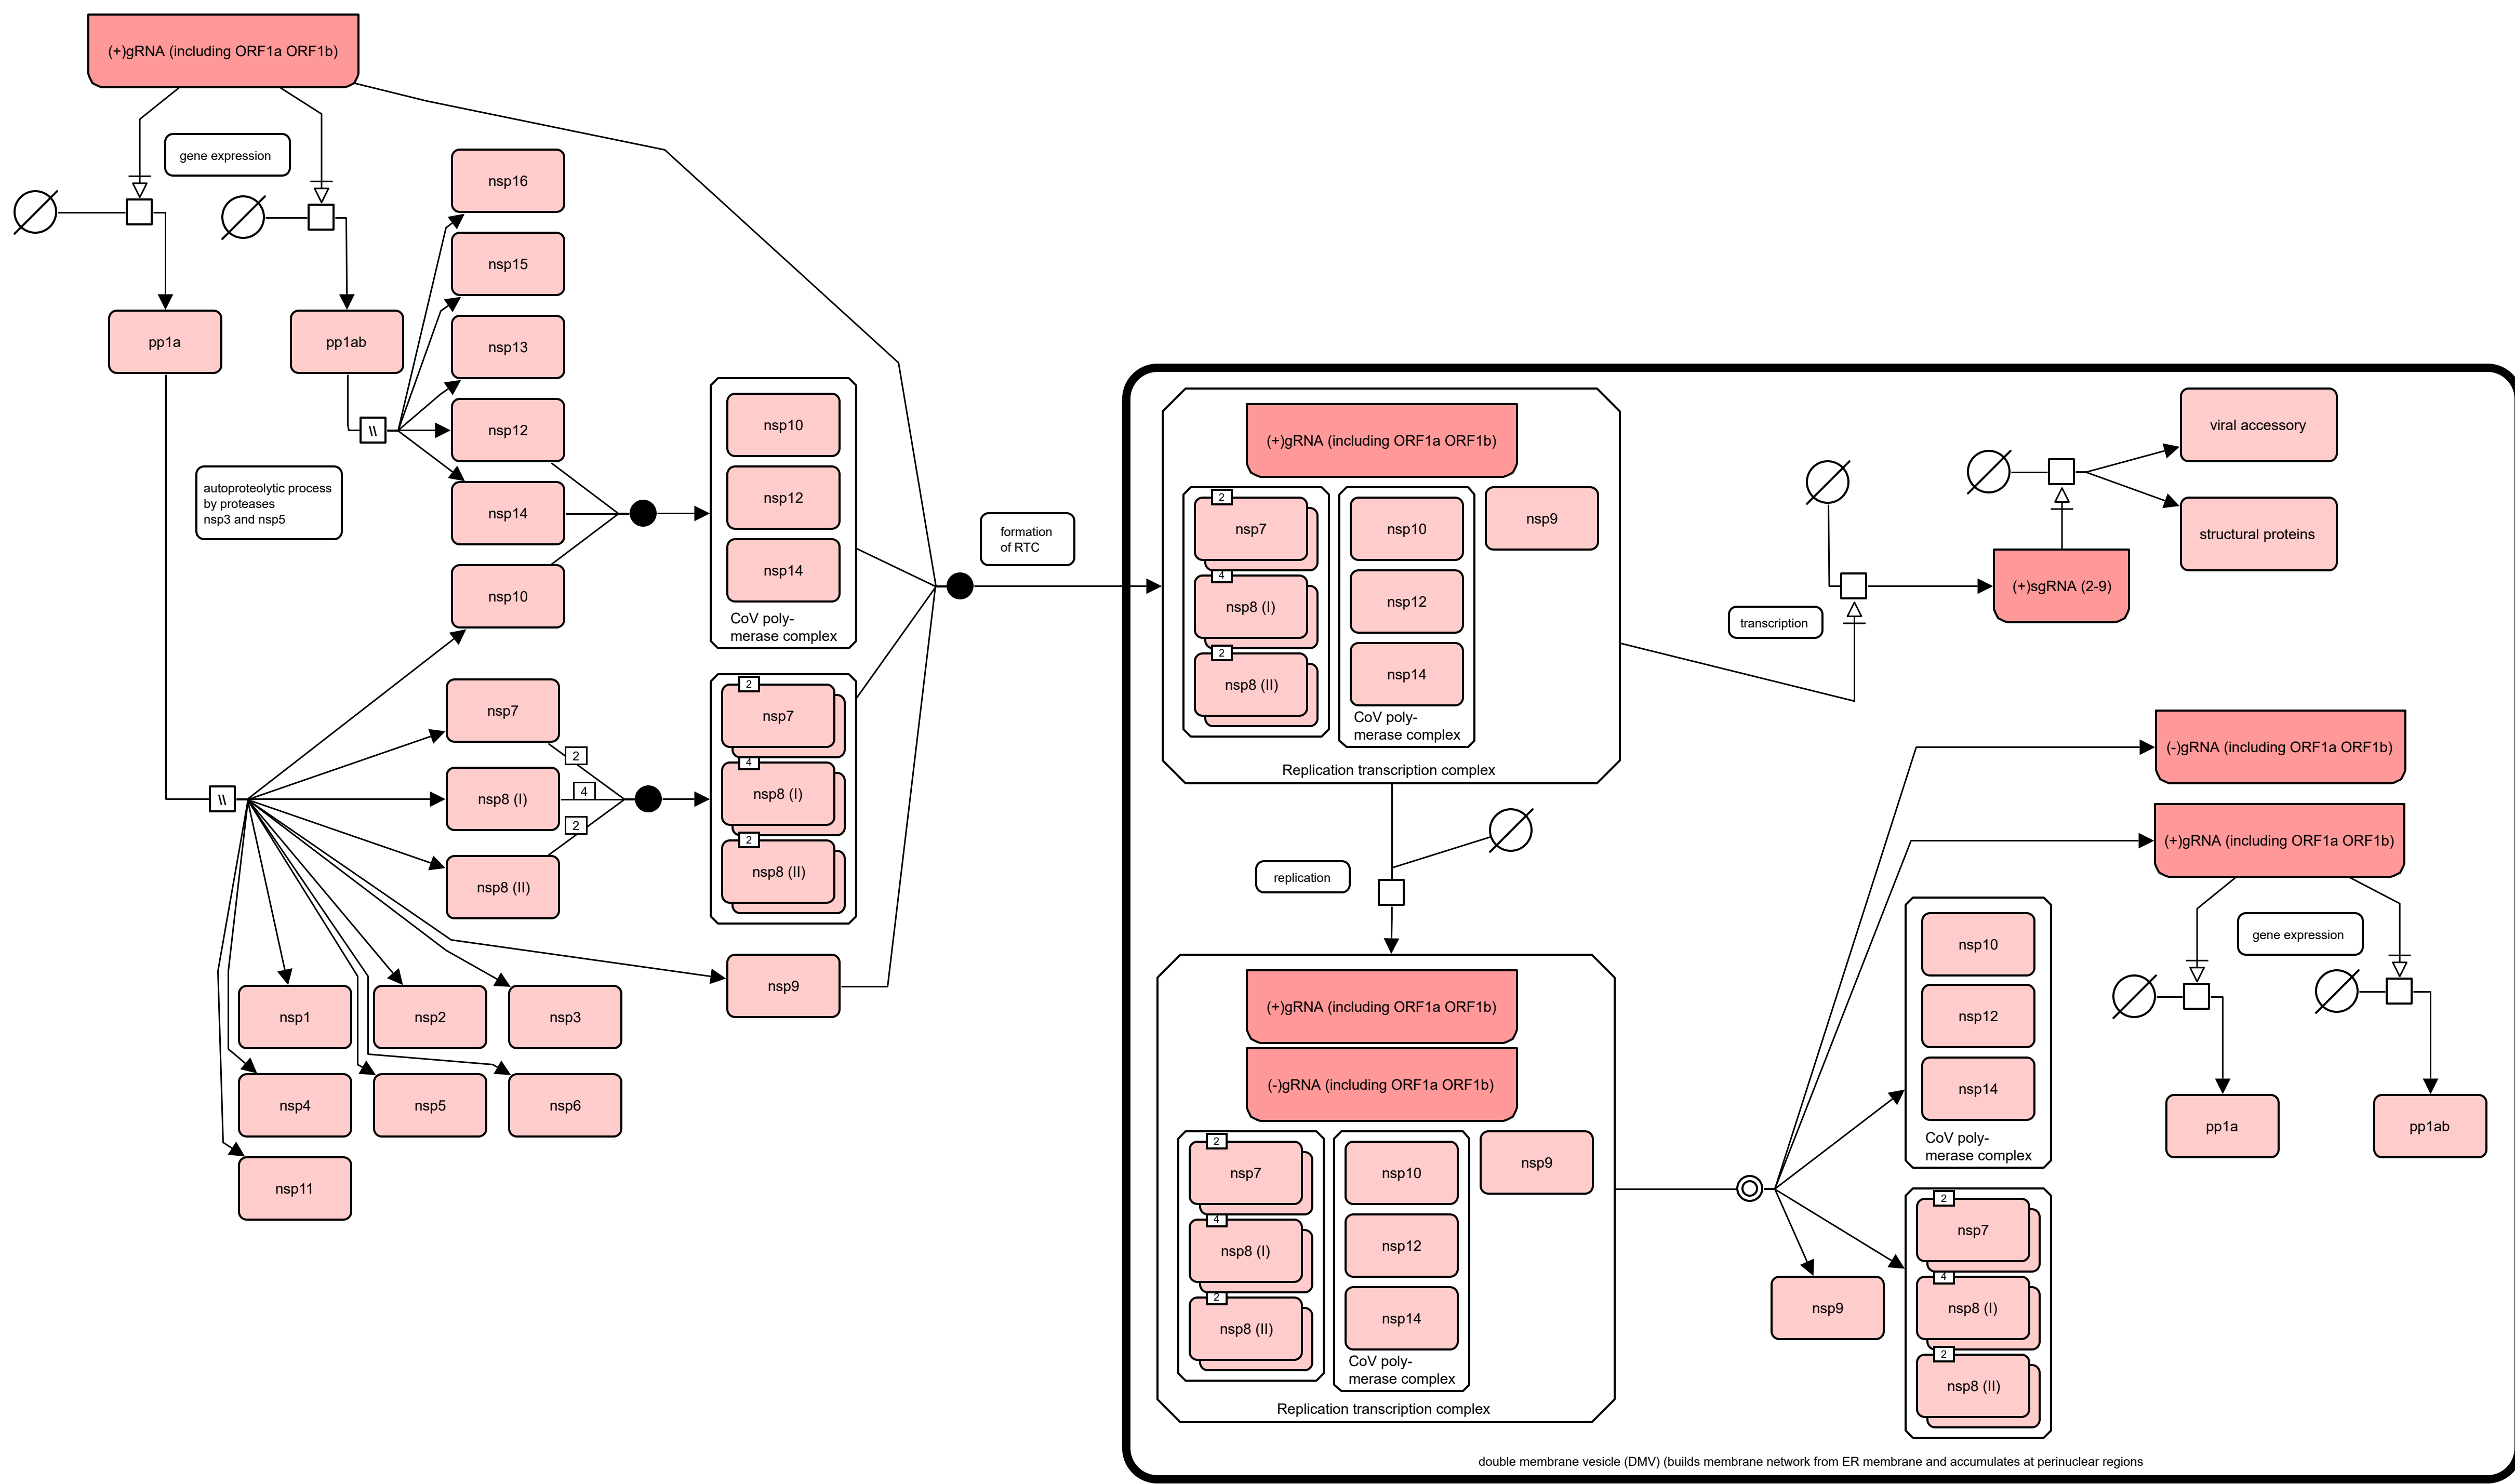 (+)gRNA (including ORF1a ORF1b)
gene expression
pp1a
pp1ab
nsp16
nsp15
nsp13
nsp12
nsp14
nsp10
\\
autoproteolytic process
by proteases
nsp3 and nsp5
nsp10
nsp12
nsp14
CoV poly-
merase complex
\\
nsp7
nsp8 (I)
nsp8 (II)
2
4
2
2
nsp7
4
nsp8 (I)
2
nsp8 (II)
nsp9
nsp1
nsp2
nsp3
nsp4
nsp5
nsp6
nsp11
formation
of RTC
(+)gRNA (including ORF1a ORF1b)
2
nsp7
4
nsp8 (I)
2
nsp8 (II)
nsp10
nsp12
nsp14
CoV poly-
merase complex
nsp9
Replication transcription complex
transcription
(+)sgRNA (2-9)
viral accessory
structural proteins
replication
(+)gRNA (including ORF1a ORF1b)
(-)gRNA (including ORF1a ORF1b)
2
nsp7
4
nsp8 (I)
2
nsp8 (II)
nsp10
nsp12
nsp14
CoV poly-
merase complex
nsp9
Replication transcription complex
(-)gRNA (including ORF1a ORF1b)
(+)gRNA (including ORF1a ORF1b)
gene expression
pp1a
pp1ab
nsp10
nsp12
nsp14
CoV poly-
merase complex
nsp9
2
nsp7
4
nsp8 (I)
2
nsp8 (II)
double membrane vesicle (DMV) (builds membrane network from ER membrane and accumulates at perinuclear regions